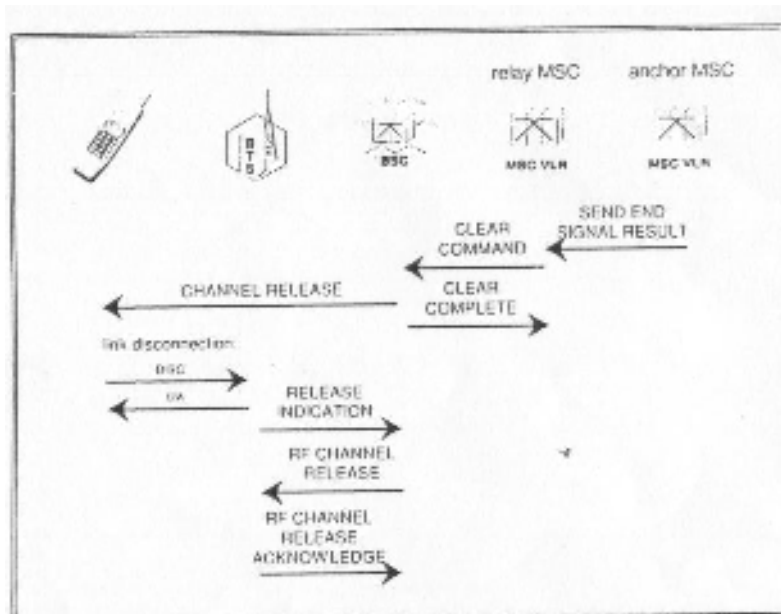 relay MSC anchor MSC
BTS
BSC MSC VLR MSC VLR
SEND END
SIGNAL RESULT
CLEAR
COMMAND
CHANNEL RELEASE
CLEAR
COMPLETE
link disconnection:
DISC
UA
RELEASE
INDICATION
RF CHANNEL
RELEASE
RF CHANNEL
RELEASE
ACKNOWLEDGE